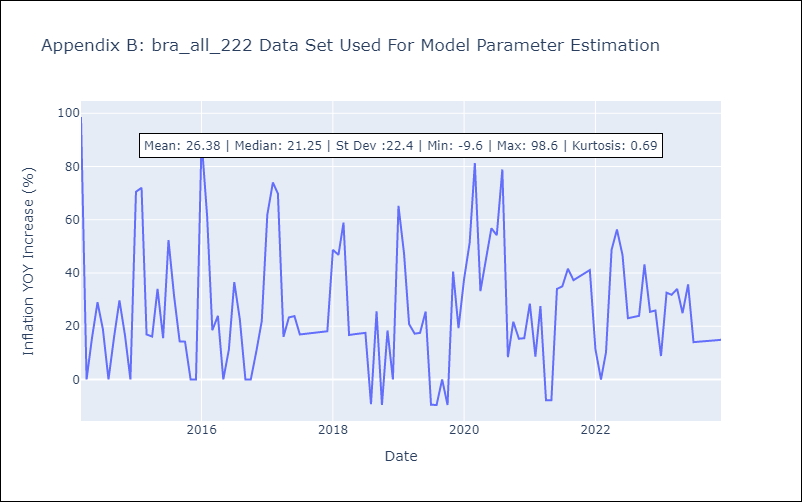 Appendix B: bra_all_222 Data Set Used For Model Parameter Estimation
Mean: 26.38 | Median: 21.25 | St Dev :22.4 | Min: -9.6 | Max: 98.6 | Kurtosis: 0.69
Inflation YOY Increase (%)
100
80
60
40
20
0
2016
2018
2020
2022
Date